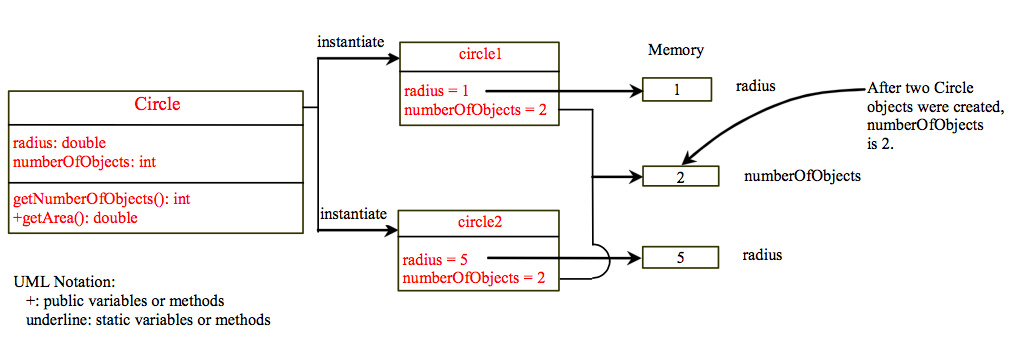 Circle
radius: double
numberOfObjects: int
getNumberOfObjects(): int
+getArea(): double
UML Notation:
+: public variables or methods
underline: static variables or methods
instantiate
circle1
radius = 1
numberOfObjects = 2
instantiate
circle2
radius = 5
numberOfObjects = 2
Memory
1
radius
2
numberOfObjects
5
radius
After two Circle
objects were created,
numberOfObjects
is 2.